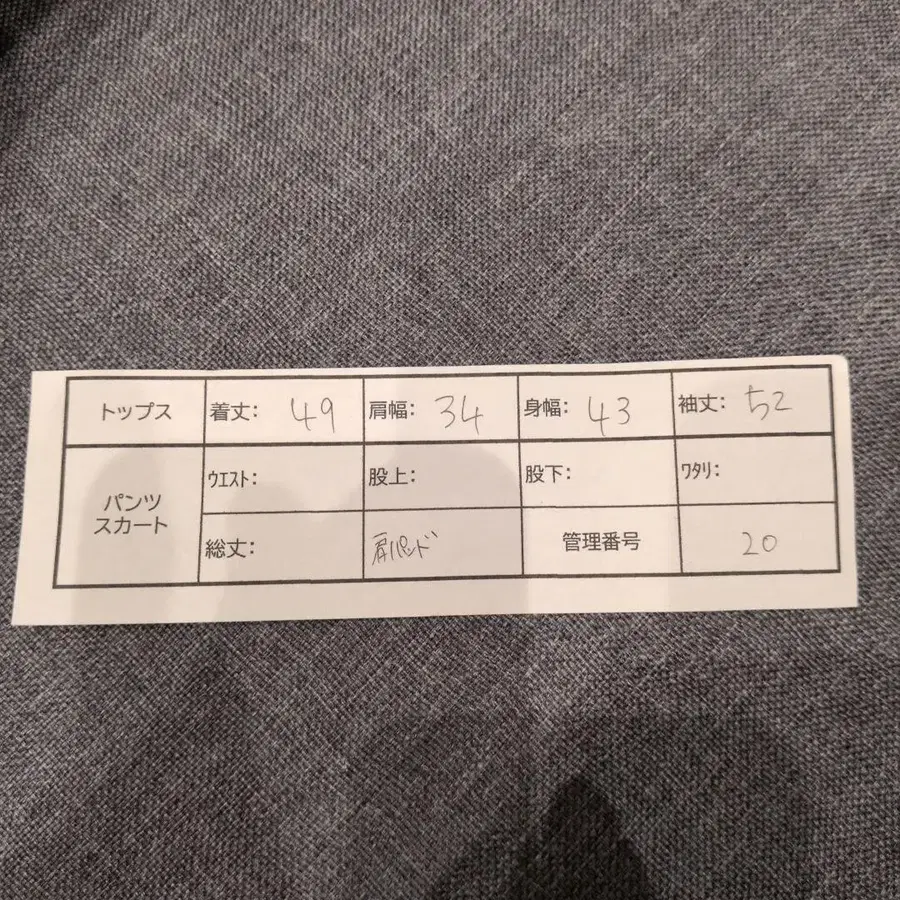 トップス 着丈: 49 肩幅: 34 身幅: 43 袖丈: 52
パンツ
スカート
ウエスト: 股上: 股下: ワタリ:
総丈: 肩パッド 管理番号 20